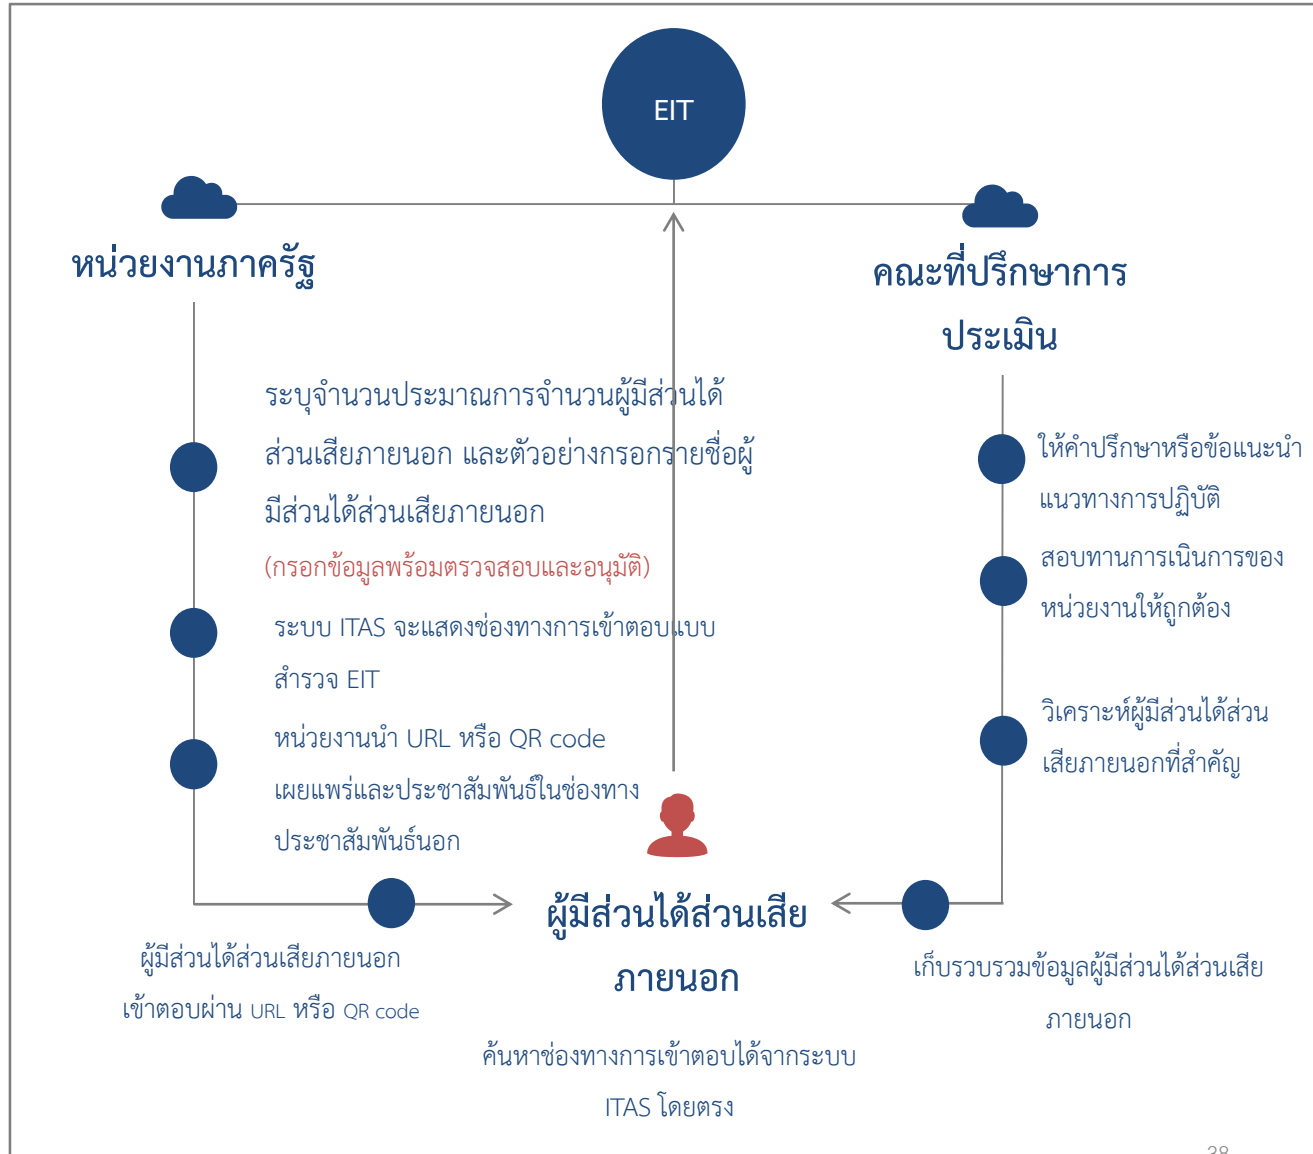 EIT
หน่วยงานภาครัฐ
ระบุจำนวนประมาณการจำนวนผู้มีส่วนได้
ส่วนเสียภายนอก และตัวอย่างกรอกรายชื่อผู้
มีส่วนได้ส่วนเสียภายนอก
(กรอกข้อมูลพร้อมตรวจสอบและอนุมัติ)
ระบบ ITAS จะแสดงช่องทางการเข้าตอบแบบ
สำรวจ EIT
หน่วยงานนำ URL หรือ QR code
เผยแพร่และประชาสัมพันธ์ในช่องทาง
ประชาสัมพันธ์นอก
ผู้มีส่วนได้ส่วนเสียภายนอก
เข้าตอบผ่าน URL หรือ QR code
คณะที่ปรึกษาการ
ประเมิน
ให้คำปรึกษาหรือข้อแนะนำ
แนวทางการปฏิบัติ
สอบทานการเนินการของ
หน่วยงานให้ถูกต้อง
วิเคราะห์ผู้มีส่วนได้ส่วน
เสียภายนอกที่สำคัญ
เก็บรวบรวมข้อมูลผู้มีส่วนได้ส่วนเสีย
ภายนอก
ผู้มีส่วนได้ส่วนเสีย
ภายนอก
ค้นหาช่องทางการเข้าตอบได้จากระบบ
ITAS โดยตรง
38